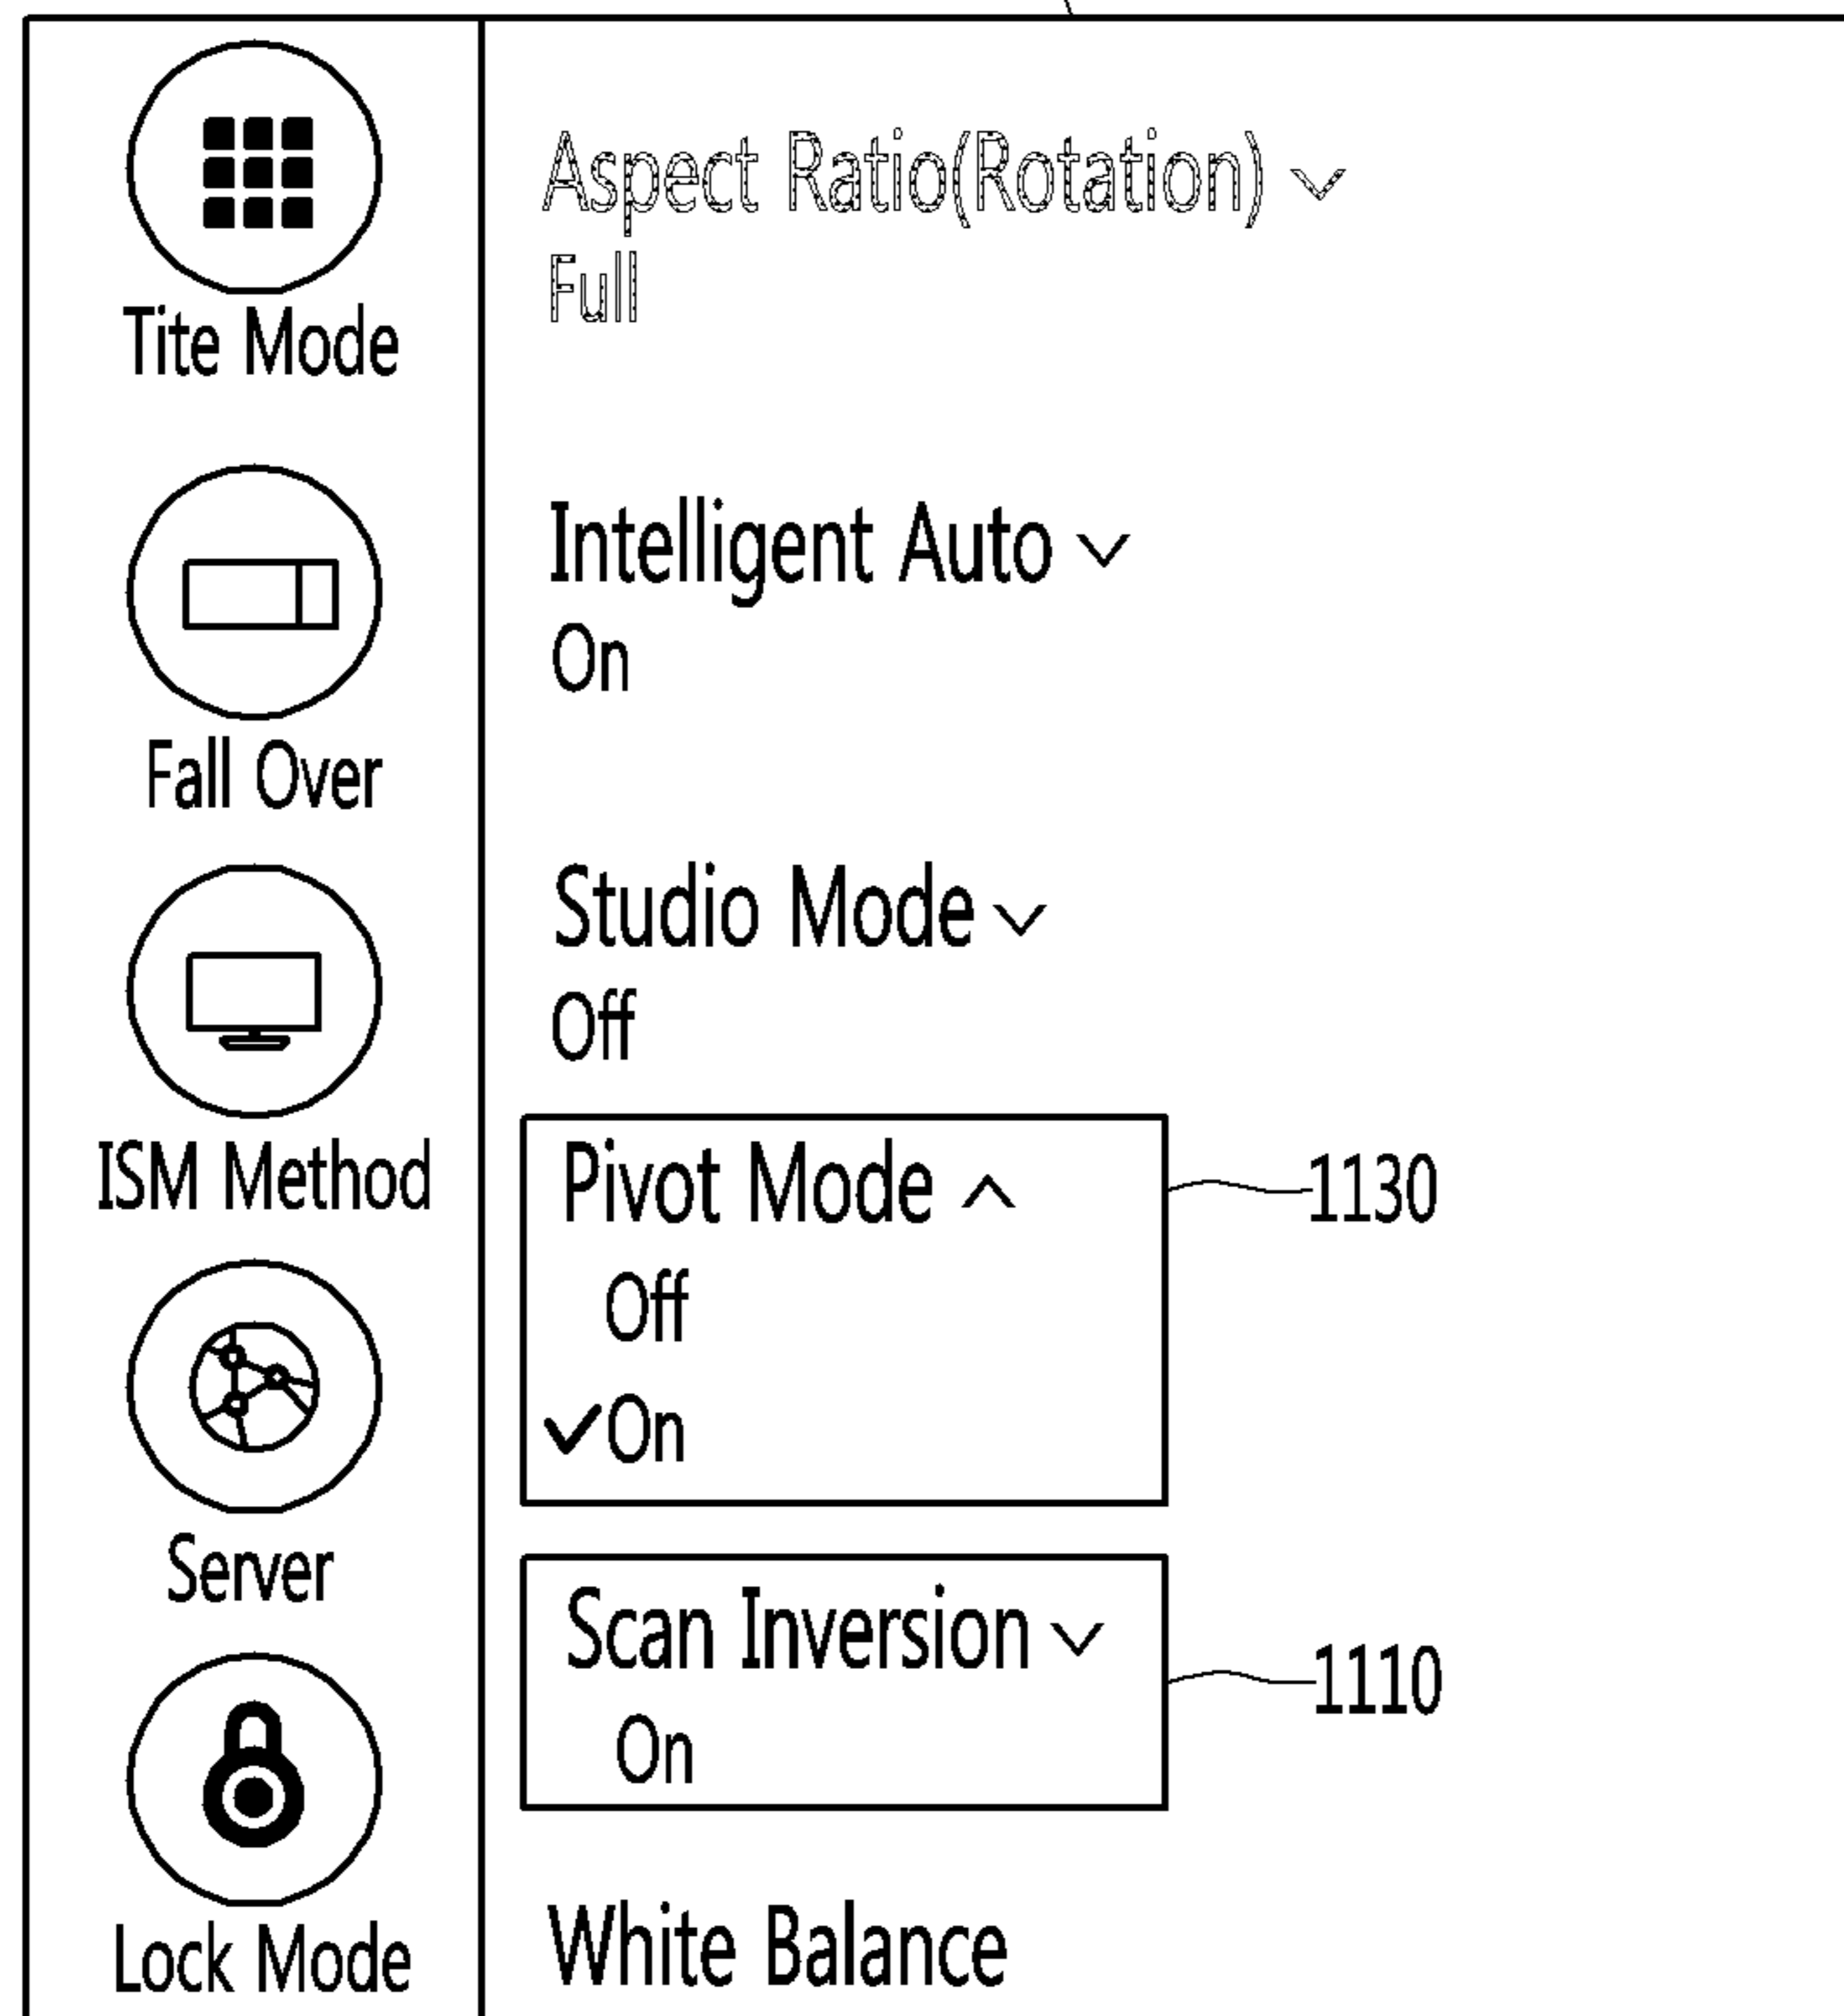 Tite Mode
Fall Over
ISM Method
Server
Lock Mode
Aspect Ratio(Rotation)
Full
Intelligent Auto
On
Studio Mode
Off
Pivot Mode
Off
On
1130
Scan Inversion
On
1110
White Balance